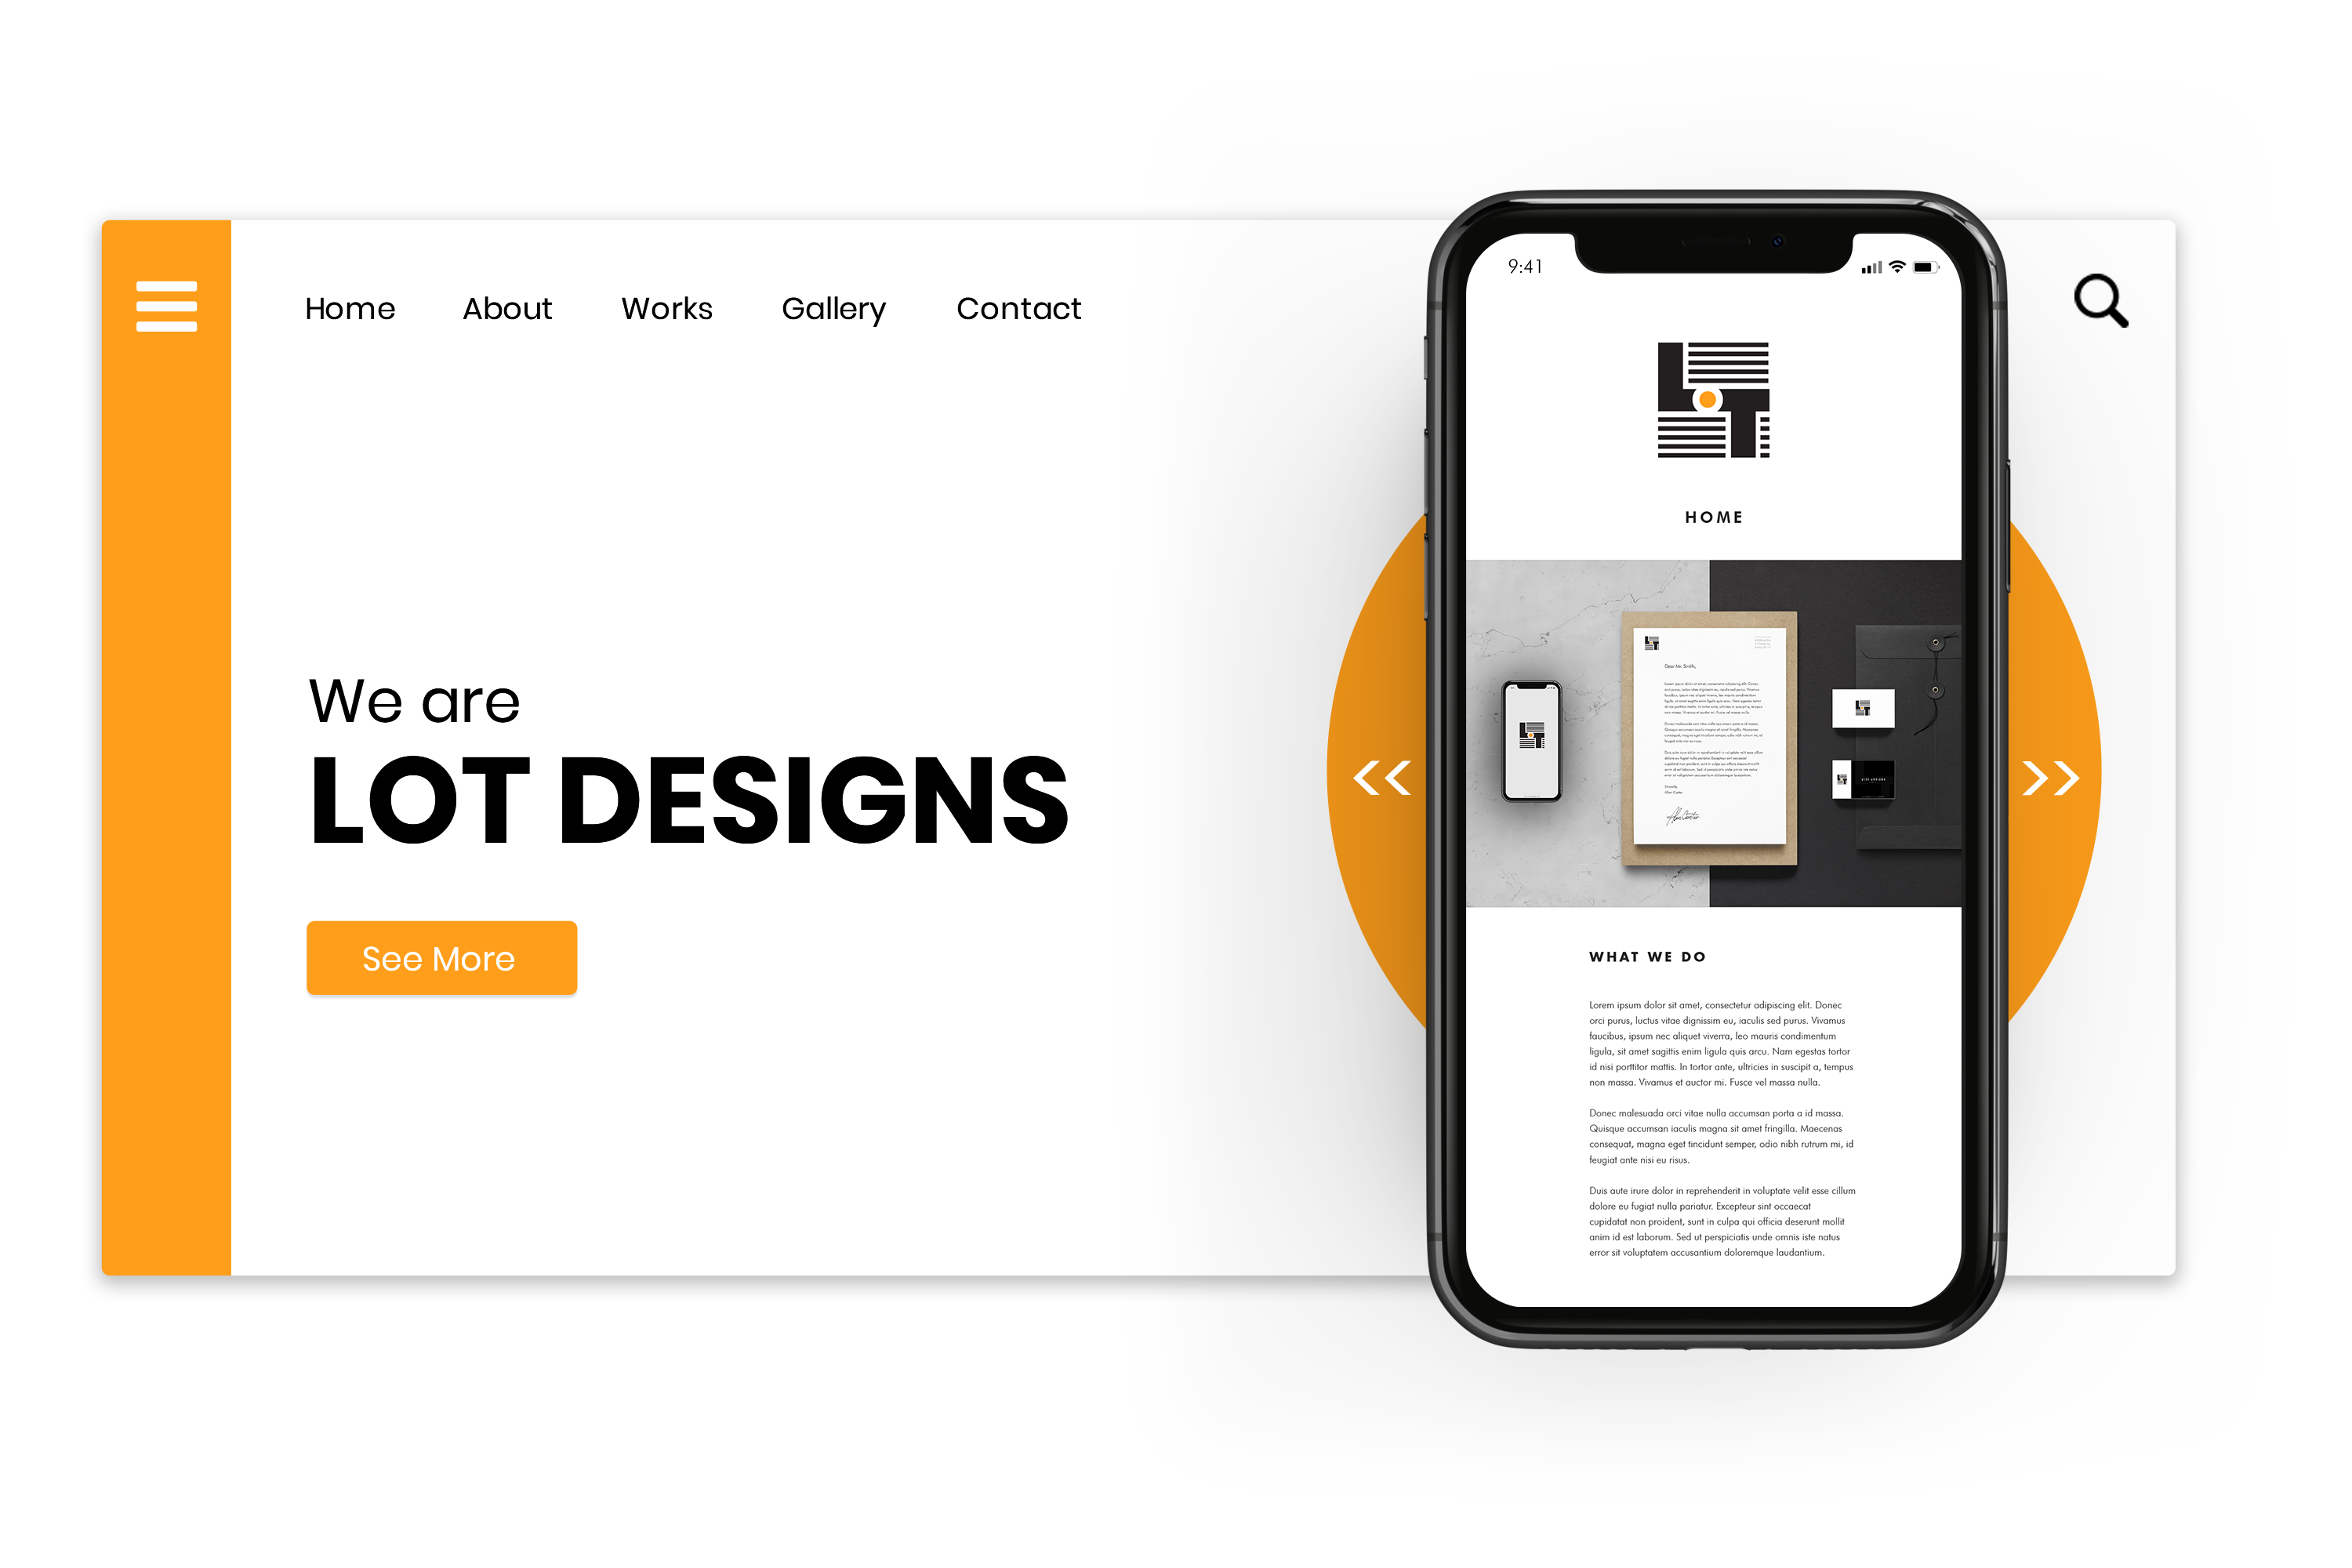 Home About Works Gallery Contact
We are
LOT DESIGNS
See More
9:41
LOT
HOME
Dear Mr. Smith,
WHAT WE DO
Lorem ipsum dolor sit amet, consectetur adipiscing elit. Donec
orci purus, luctus vitae dignissim eu, iaculis sed purus. Vivamus
faucibus, ipsum nec aliquet viverra, leo mauris condimentum
ligula, sit amet sagittis enim ligula quis arcu. Nam egestas tortor
id nisi porttitor mattis. In tortor ante, ultricies in suscipit a, tempus
non massa. Vivamus et auctor mi. Fusce vel massa nulla.
Donec malesuada orci vitae nulla accumsan porta a id massa.
Quisque accumsan iaculis magna sit amet fringilla. Maecenas
consequat, magna eget tincidunt semper, odio nibh rutrum mi, id
feugiat ante nisi eu risus.
Duis aute irure dolor in reprehenderit in voluptate velit esse cillum
dolore eu fugiat nulla pariatur. Excepteur sint occaecat
cupidatat non proident, sunt in culpa qui officia deserunt mollit
anim id est laborum. Sed ut perspiciatis unde omnis iste natus
error sit voluptatem accusantium doloremque laudantium.